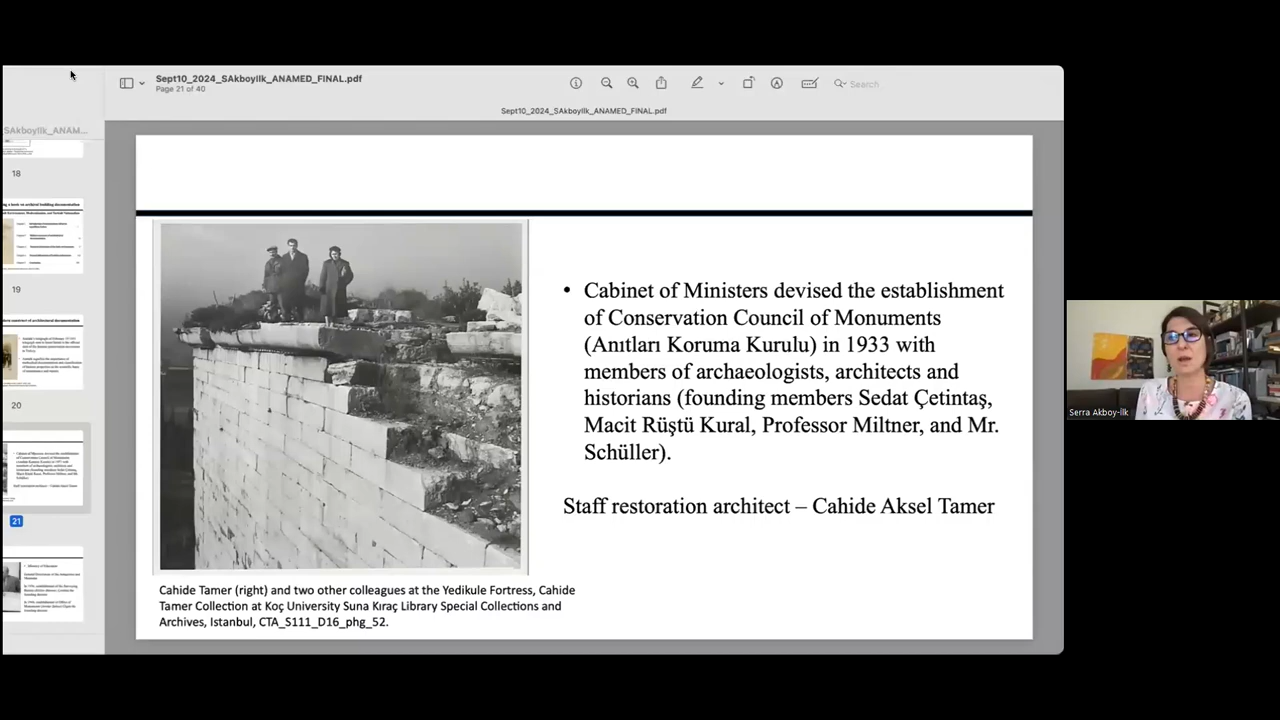 Sept10_2024_SAkboyIlk_ANAMED_FINAL.pdf
Page 21 of 40
Search
Sept10_2024_SAkboyIlk_ANAMED_FINAL.pdf
SAkboyIlk_ANAM...
18
19
20
21
• Cabinet of Ministers devised the establishment
of Conservation Council of Monuments
(Anıtları Koruma Kurulu) in 1933 with
members of archaeologists, architects and
historians (founding members Sedat Çetintaş,
Macit Rüştü Kural, Professor Miltner, and Mr.
Schüller).
Staff restoration architect – Cahide Aksel Tamer
Cahide Tamer (right) and two other colleagues at the Yedikule Fortress, Cahide
Tamer Collection at Koç University Suna Kıraç Library Special Collections and
Archives, Istanbul, CTA_S111_D16_phg_52.
Serra Akboy-İlk